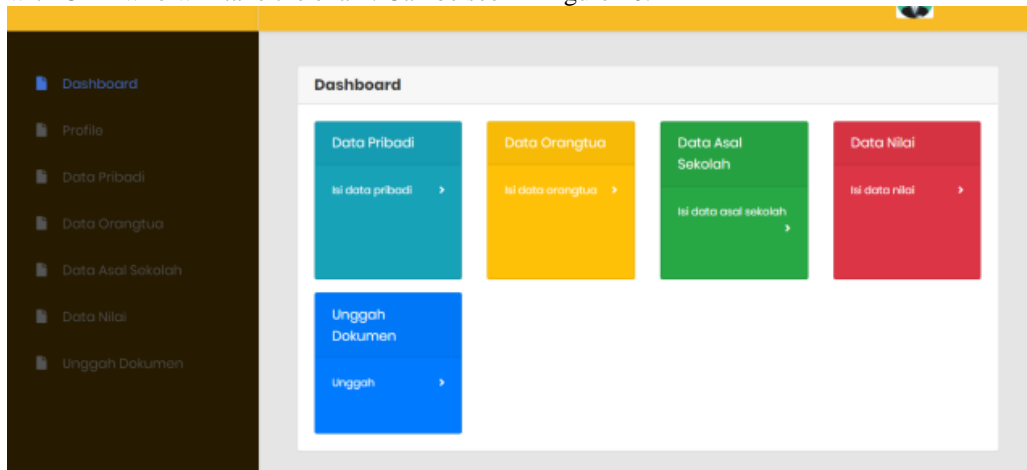 Dashboard
Profile
Data Pribadi
Data Orangtua
Data Asal Sekolah
Data Nilai
Unggah Dokumen
Dashboard
Data Pribadi
Isi data pribadi
Data Orangtua
Isi data orangtua
Data Asal
Sekolah
Isi data asal sekolah
Data Nilai
Isi data nilai
Unggah
Dokumen
Unggah